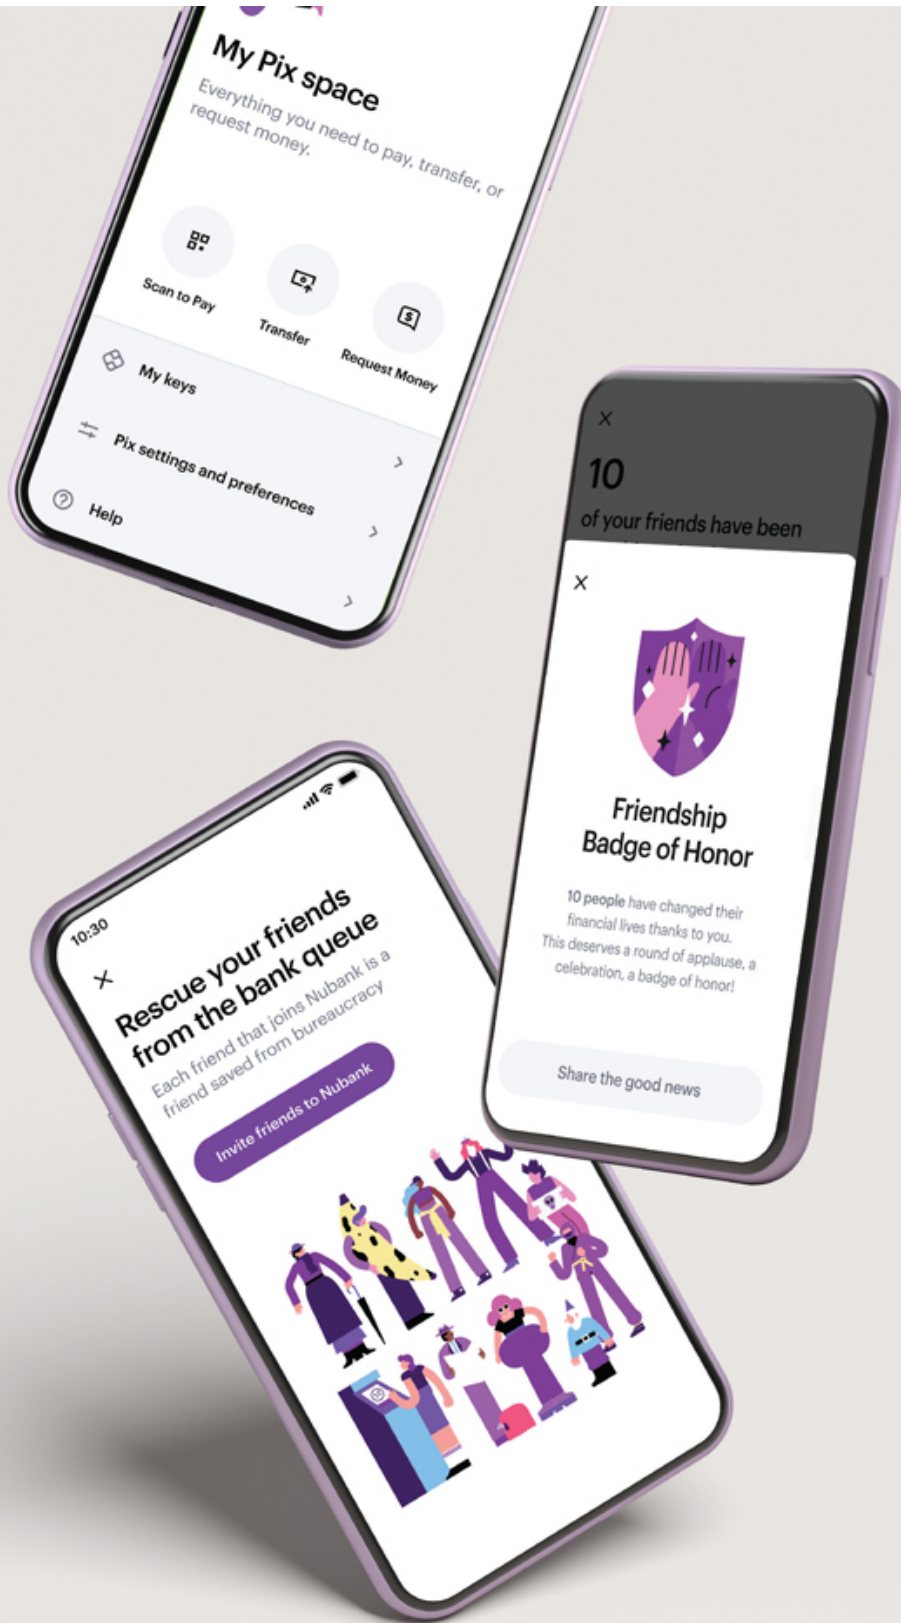 My Pix space
Everything you need to pay, transfer, or
request money.
Scan to Pay
Transfer
Request Money
My keys
Pix settings and preferences
Help
10
of your friends have been
Friendship
Badge of Honor
10 people have changed their
financial lives thanks to you.
This deserves a round of applause, a
celebration, a badge of honor!
Share the good news
10:30
Rescue your friends
from the bank queue
Each friend that joins Nubank is a
friend saved from bureaucracy
Invite friends to Nubank